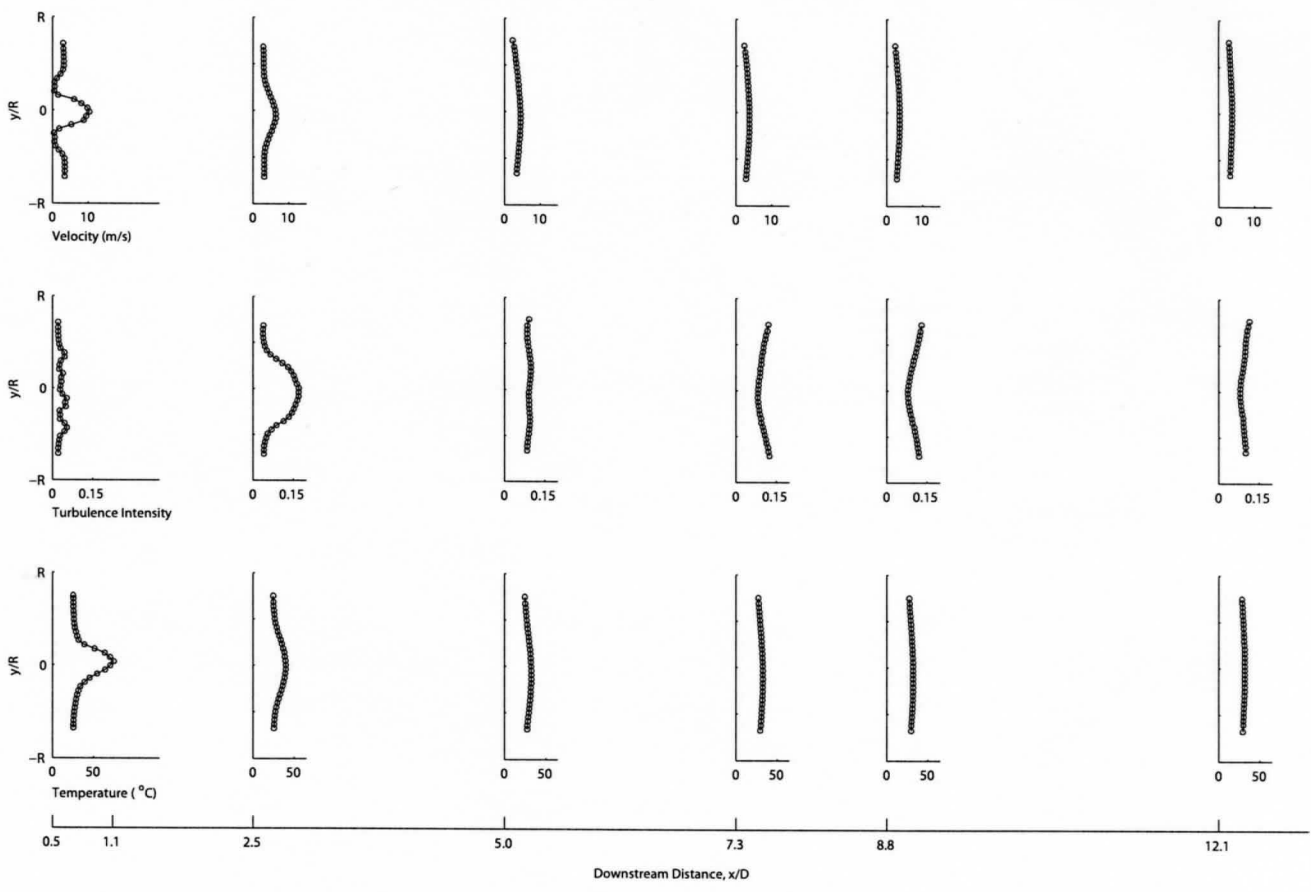 R
0
−R
y/R
0 10
0 10
0 10
0 10
0 10
0 10
Velocity (m/s)
R
0
−R
y/R
0 0.15
0 0.15
0 0.15
0 0.15
0 0.15
0 0.15
Turbulence Intensity
R
0
−R
y/R
0 50
0 50
0 50
0 50
0 50
0 50
Temperature ( °C)
0.5 1.1 2.5 5.0 7.3 8.8 12.1
Downstream Distance, x/D